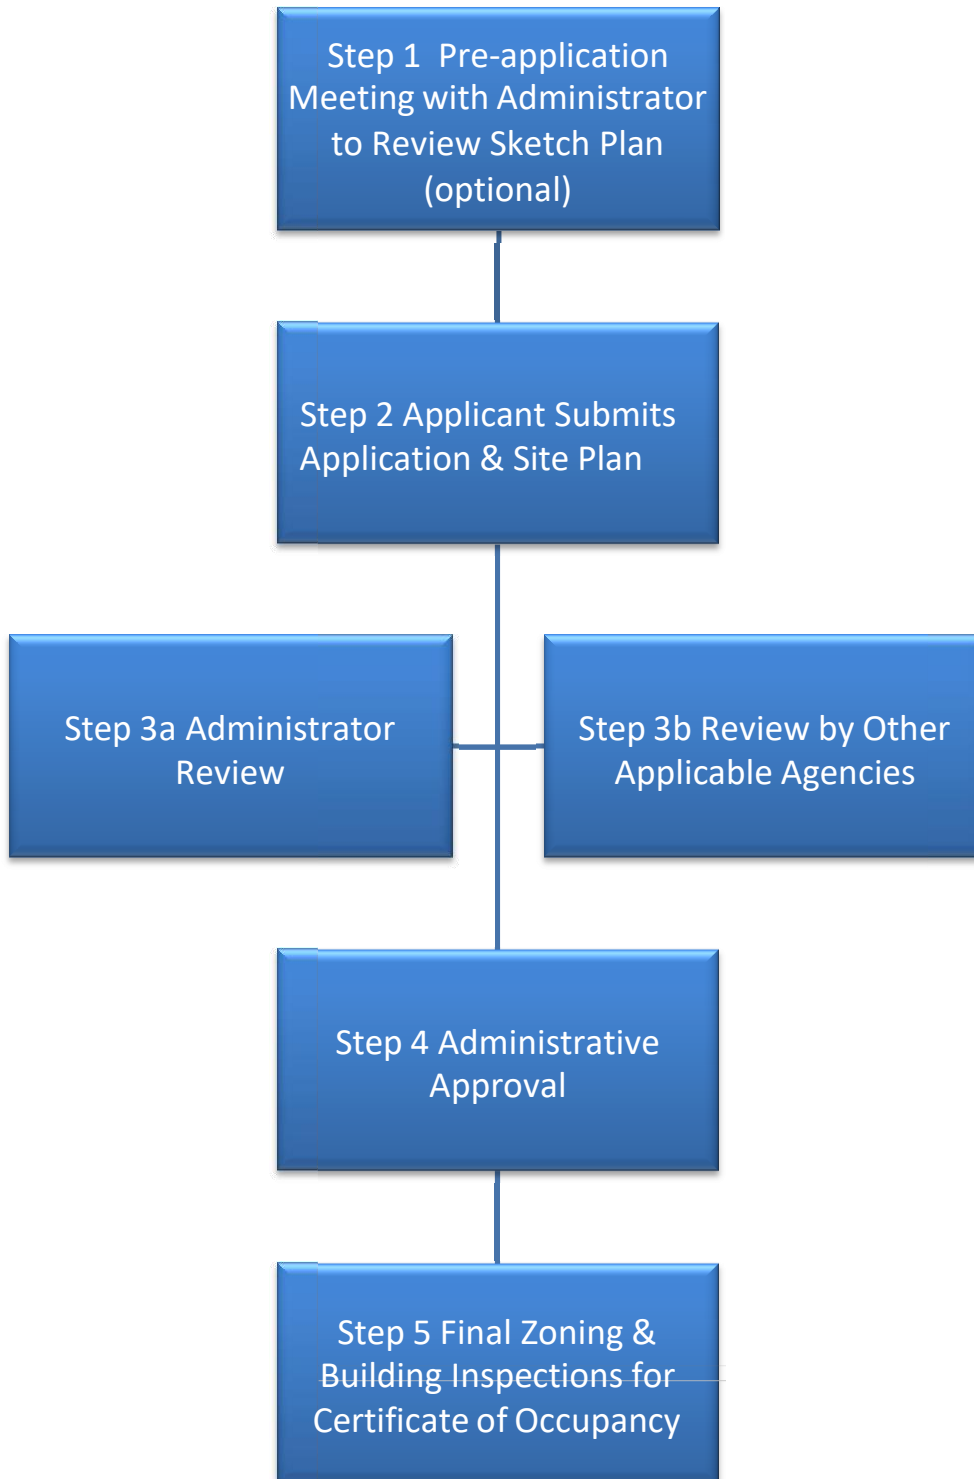 Step 1  Pre-application
Meeting with Administrator
to Review Sketch Plan
(optional)
Step 2 Applicant Submits
Application & Site Plan
Step 3a Administrator
Review
Step 3b Review by Other
Applicable Agencies
Step 4 Administrative
Approval
Step 5 Final Zoning &
Building Inspections for
Certificate of Occupancy